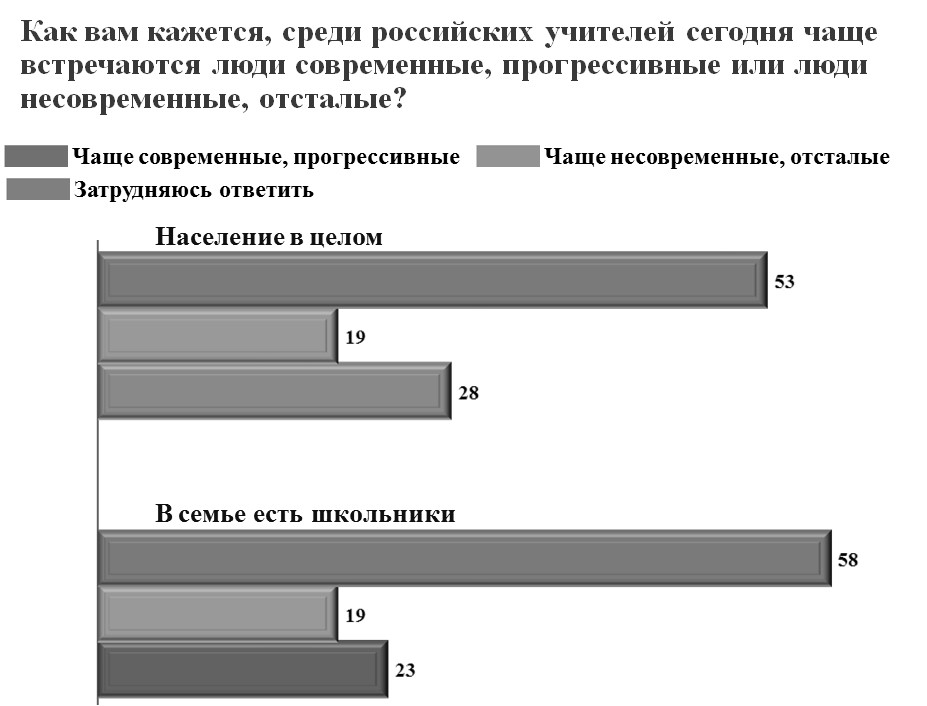 Как вам кажется, среди российских учителей сегодня чаще
встречаются люди современные, прогрессивные или люди
несовременные, отсталые?
Чаще современные, прогрессивные Чаще несовременные, отсталые
Затрудняюсь ответить
Население в целом
53
19
28
В семье есть школьники
58
19
23